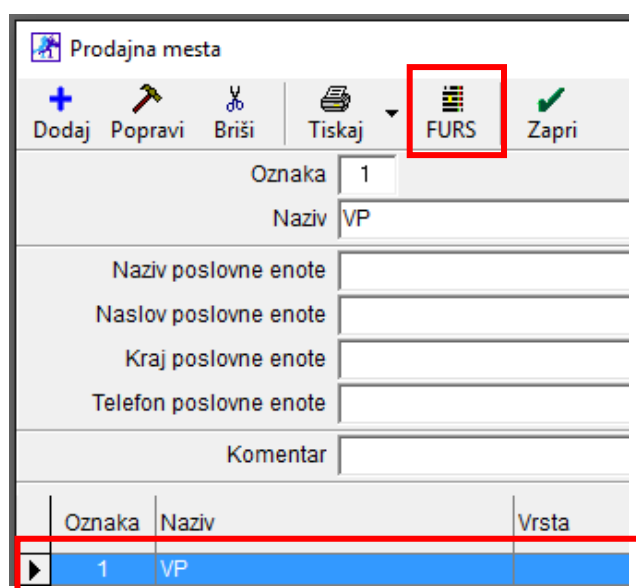 Prodajna mesta
Dodaj Popravi Briši Tiskaj FURS Zapri
Oznaka 1
Naziv VP
Naziv poslovne enote
Naslov poslovne enote
Kraj poslovne enote
Telefon poslovne enote
Komentar
Oznaka Naziv Vrsta
1 VP